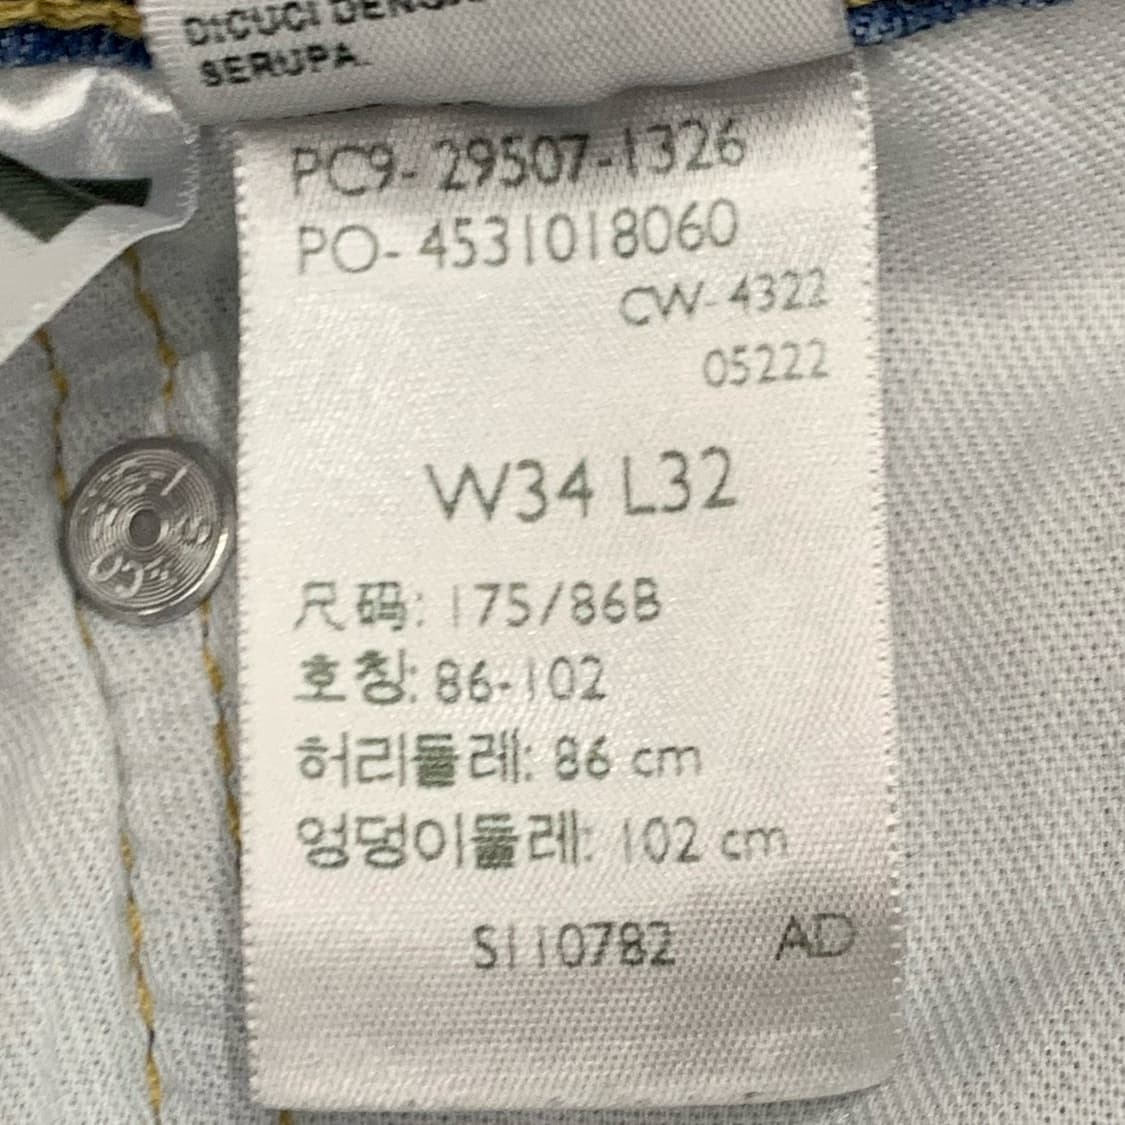 DICUCI
SERUPA.
PC9- 29507-1326
PO- 4531018060
CW- 4322
05222
W34 L32
尺码: 175/86B
호칭: 86-102
허리둘레: 86 cm
엉덩이둘레: 102 cm
S110782 AD